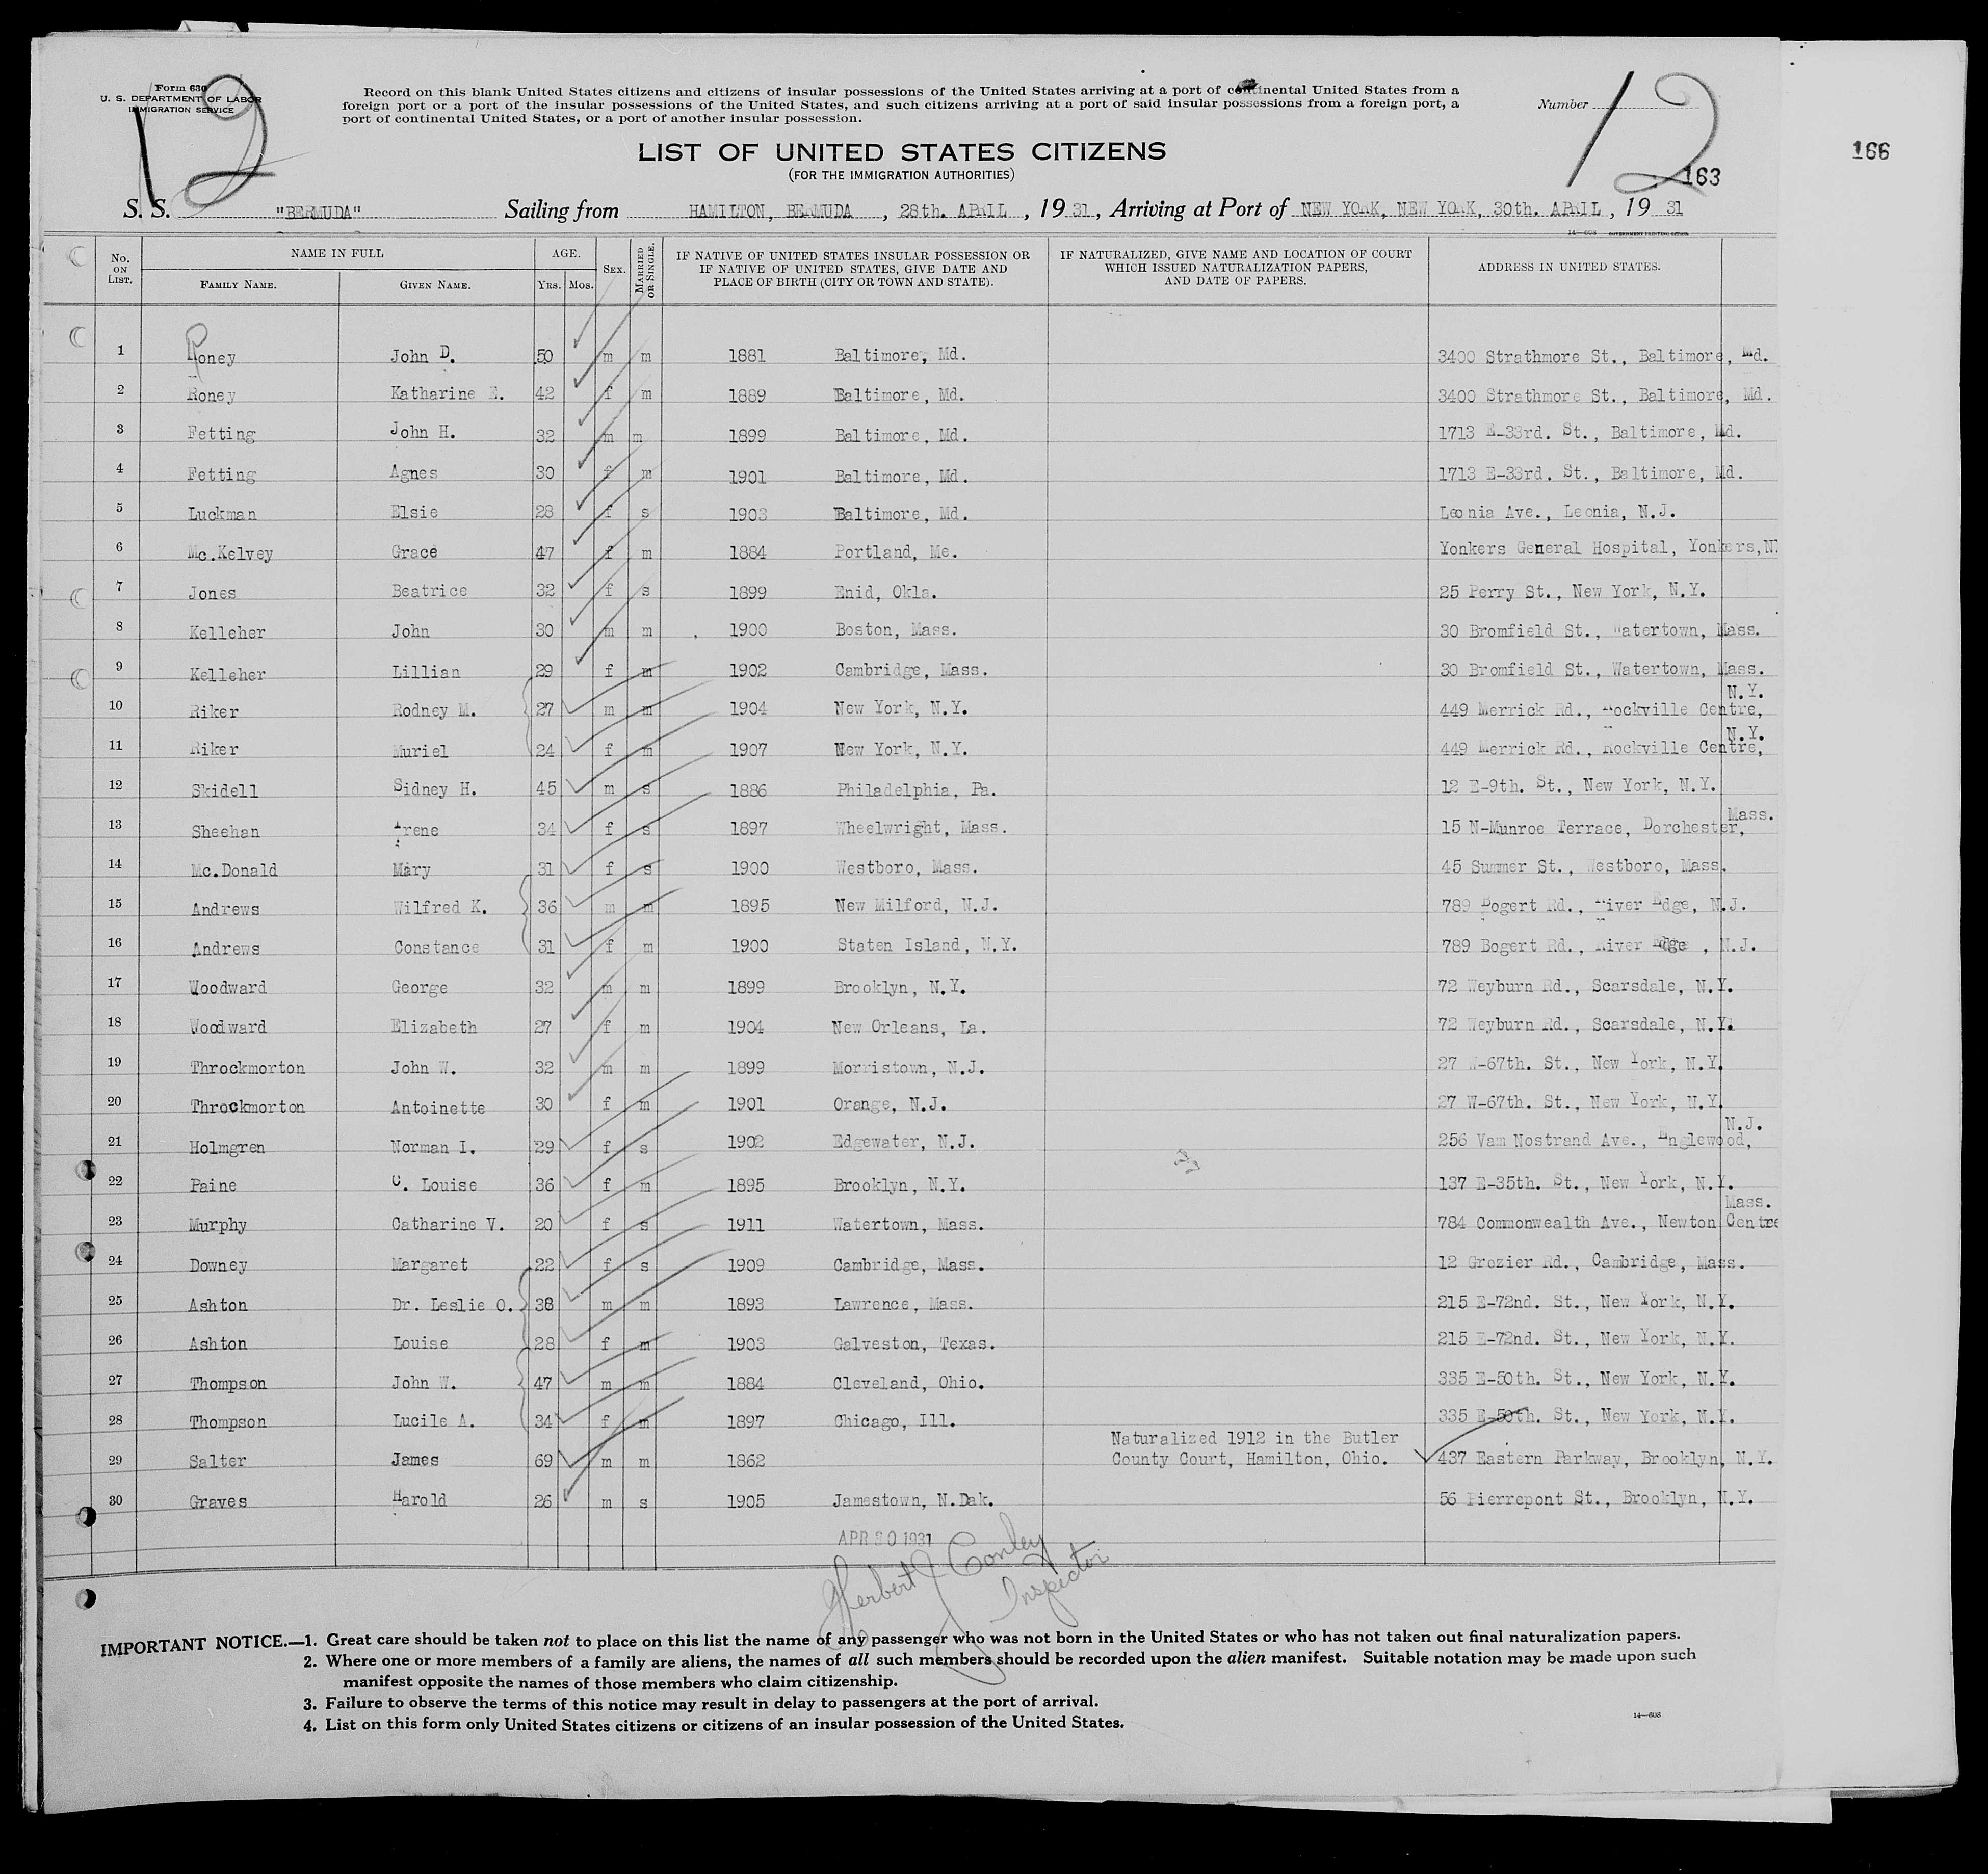 Form 630
U. S. DEPARTMENT OF LABOR
IMMIGRATION SERVICE
12
Record on this blank United States citizens and citizens of insular possessions of the United States arriving at a port of continental United States from a
foreign port or a port of the insular possessions of the United States, and such citizens arriving at a port of said insular possessions from a foreign port, a
port of continental United States, or a port of another insular possession.
Number 12
166
LIST OF UNITED STATES CITIZENS
(FOR THE IMMIGRATION AUTHORITIES)
163
S. S. "BERMUDA" Sailing from HAMILTON, BERMUDA , 28th. APRIL , 19 31 , Arriving at Port of NEW YORK, NEW YORK, 30th. APRIL , 19 31
14—608 GOVERNMENT PRINTING OFFICE
No. ON LIST. NAME IN FULL FAMILY NAME. GIVEN NAME. AGE. YRS. MOS. SEX. MARRIED OR SINGLE. IF NATIVE OF UNITED STATES INSULAR POSSESSION OR IF NATIVE OF UNITED STATES, GIVE DATE AND PLACE OF BIRTH (CITY OR TOWN AND STATE). IF NATURALIZED, GIVE NAME AND LOCATION OF COURT WHICH ISSUED NATURALIZATION PAPERS, AND DATE OF PAPERS. ADDRESS IN UNITED STATES.
1 Roney John D. 50 m m 1881 Baltimore, Md. 3400 Strathmore St., Baltimore, Md.
2 Roney Katharine E. 42 f m 1889 Baltimore, Md. 3400 Strathmore St., Baltimore, Md.
3 Fetting John H. 32 m m 1899 Baltimore, Md. 1713 E-33rd. St., Baltimore, Md.
4 Fetting Agnes 30 f m 1901 Baltimore, Md. 1713 E-33rd. St., Baltimore, Md.
5 Luckman Elsie 28 f s 1903 Baltimore, Md. Leonia Ave., Leonia, N.J.
6 Mc.Kelvey Grace 47 f m 1884 Portland, Me. Yonkers General Hospital, Yonkers,N.
7 Jones Beatrice 32 f s 1899 Enid, Okla. 25 Perry St., New York, N.Y.
8 Kelleher John 30 m m 1900 Boston, Mass. 30 Bromfield St., Watertown, Mass.
9 Kelleher Lillian 29 f m 1902 Cambridge, Mass. 30 Bromfield St., Watertown, Mass.
10 Riker Rodney M. 27 m m 1904 New York, N.Y. 449 Merrick Rd., Rockville Centre, N.Y.
11 Riker Muriel 24 f m 1907 New York, N.Y. 449 Merrick Rd., Rockville Centre, N.Y.
12 Skidell Sidney H. 45 m s 1886 Philadelphia, Pa. 12 E-9th. St., New York, N.Y.
13 Sheehan Irene 34 f s 1897 Wheelwright, Mass. 15 N-Munroe Terrace, Dorchester, Mass.
14 Mc.Donald Mary 31 f s 1900 Westboro, Mass. 45 Summer St., Westboro, Mass.
15 Andrews Wilfred K. 36 m m 1895 New Milford, N.J. 789 Bogert Rd., River Edge, N.J.
16 Andrews Constance 31 f m 1900 Staten Island, N.Y. 789 Bogert Rd., River Edge , N.J.
17 Woodward George 32 m m 1899 Brooklyn, N.Y. 72 Weyburn Rd., Scarsdale, N.Y.
18 Woodward Elizabeth 27 f m 1904 New Orleans, La. 72 Weyburn Rd., Scarsdale, N.Y.
19 Throckmorton John W. 32 m m 1899 Morristown, N.J. 27 W-67th. St., New York, N.Y.
20 Throckmorton Antoinette 30 f m 1901 Orange, N.J. 27 W-67th. St., New York, N.Y.
21 Holmgren Norman I. 29 f s 1902 Edgewater, N.J. 256 Vam Nostrand Ave., Englewood, N.J.
22 Paine C. Louise 36 f m 1895 Brooklyn, N.Y. 137 E-35th. St., New York, N.Y.
23 Murphy Catharine V. 20 f s 1911 Watertown, Mass. 784 Commonwealth Ave., Newton Centre Mass.
24 Downey Margaret 22 f s 1909 Cambridge, Mass. 12 Grozier Rd., Cambridge, Mass.
25 Ashton Dr. Leslie O. 38 m m 1893 Lawrence, Mass. 215 E-72nd. St., New York, N.Y.
26 Ashton Louise 28 f m 1903 Galveston, Texas. 215 E-72nd. St., New York, N.Y.
27 Thompson John W. 47 m m 1884 Cleveland, Ohio. 335 E-50th. St., New York, N.Y.
28 Thompson Lucile A. 34 f m 1897 Chicago, Ill. 335 E-50th. St., New York, N.Y.
29 Salter James 69 m m 1862 Naturalized 1912 in the Butler County Court, Hamilton, Ohio. 437 Eastern Parkway, Brooklyn, N.Y.
30 Graves Harold 26 m s 1905 Jamestown, N.Dak. 56 Pierrepont St., Brooklyn, N.Y.
APR 30 1931
Herbert J Conley
Inspector
IMPORTANT NOTICE.—1. Great care should be taken not to place on this list the name of any passenger who was not born in the United States or who has not taken out final naturalization papers.
2. Where one or more members of a family are aliens, the names of all such members should be recorded upon the alien manifest. Suitable notation may be made upon such
manifest opposite the names of those members who claim citizenship.
3. Failure to observe the terms of this notice may result in delay to passengers at the port of arrival.
4. List on this form only United States citizens or citizens of an insular possession of the United States.
14—608